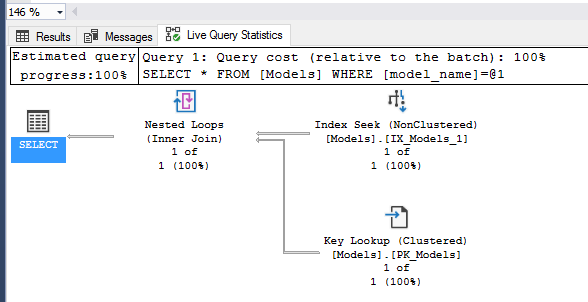 146 %
Results Messages Live Query Statistics
Estimated query
progress:100%
Query 1: Query cost (relative to the batch): 100%
SELECT * FROM [Models] WHERE [model_name]=@1
SELECT
Nested Loops
(Inner Join)
1 of
1 (100%)
Index Seek (NonClustered)
[Models].[IX_Models_1]
1 of
1 (100%)
Key Lookup (Clustered)
[Models].[PK_Models]
1 of
1 (100%)